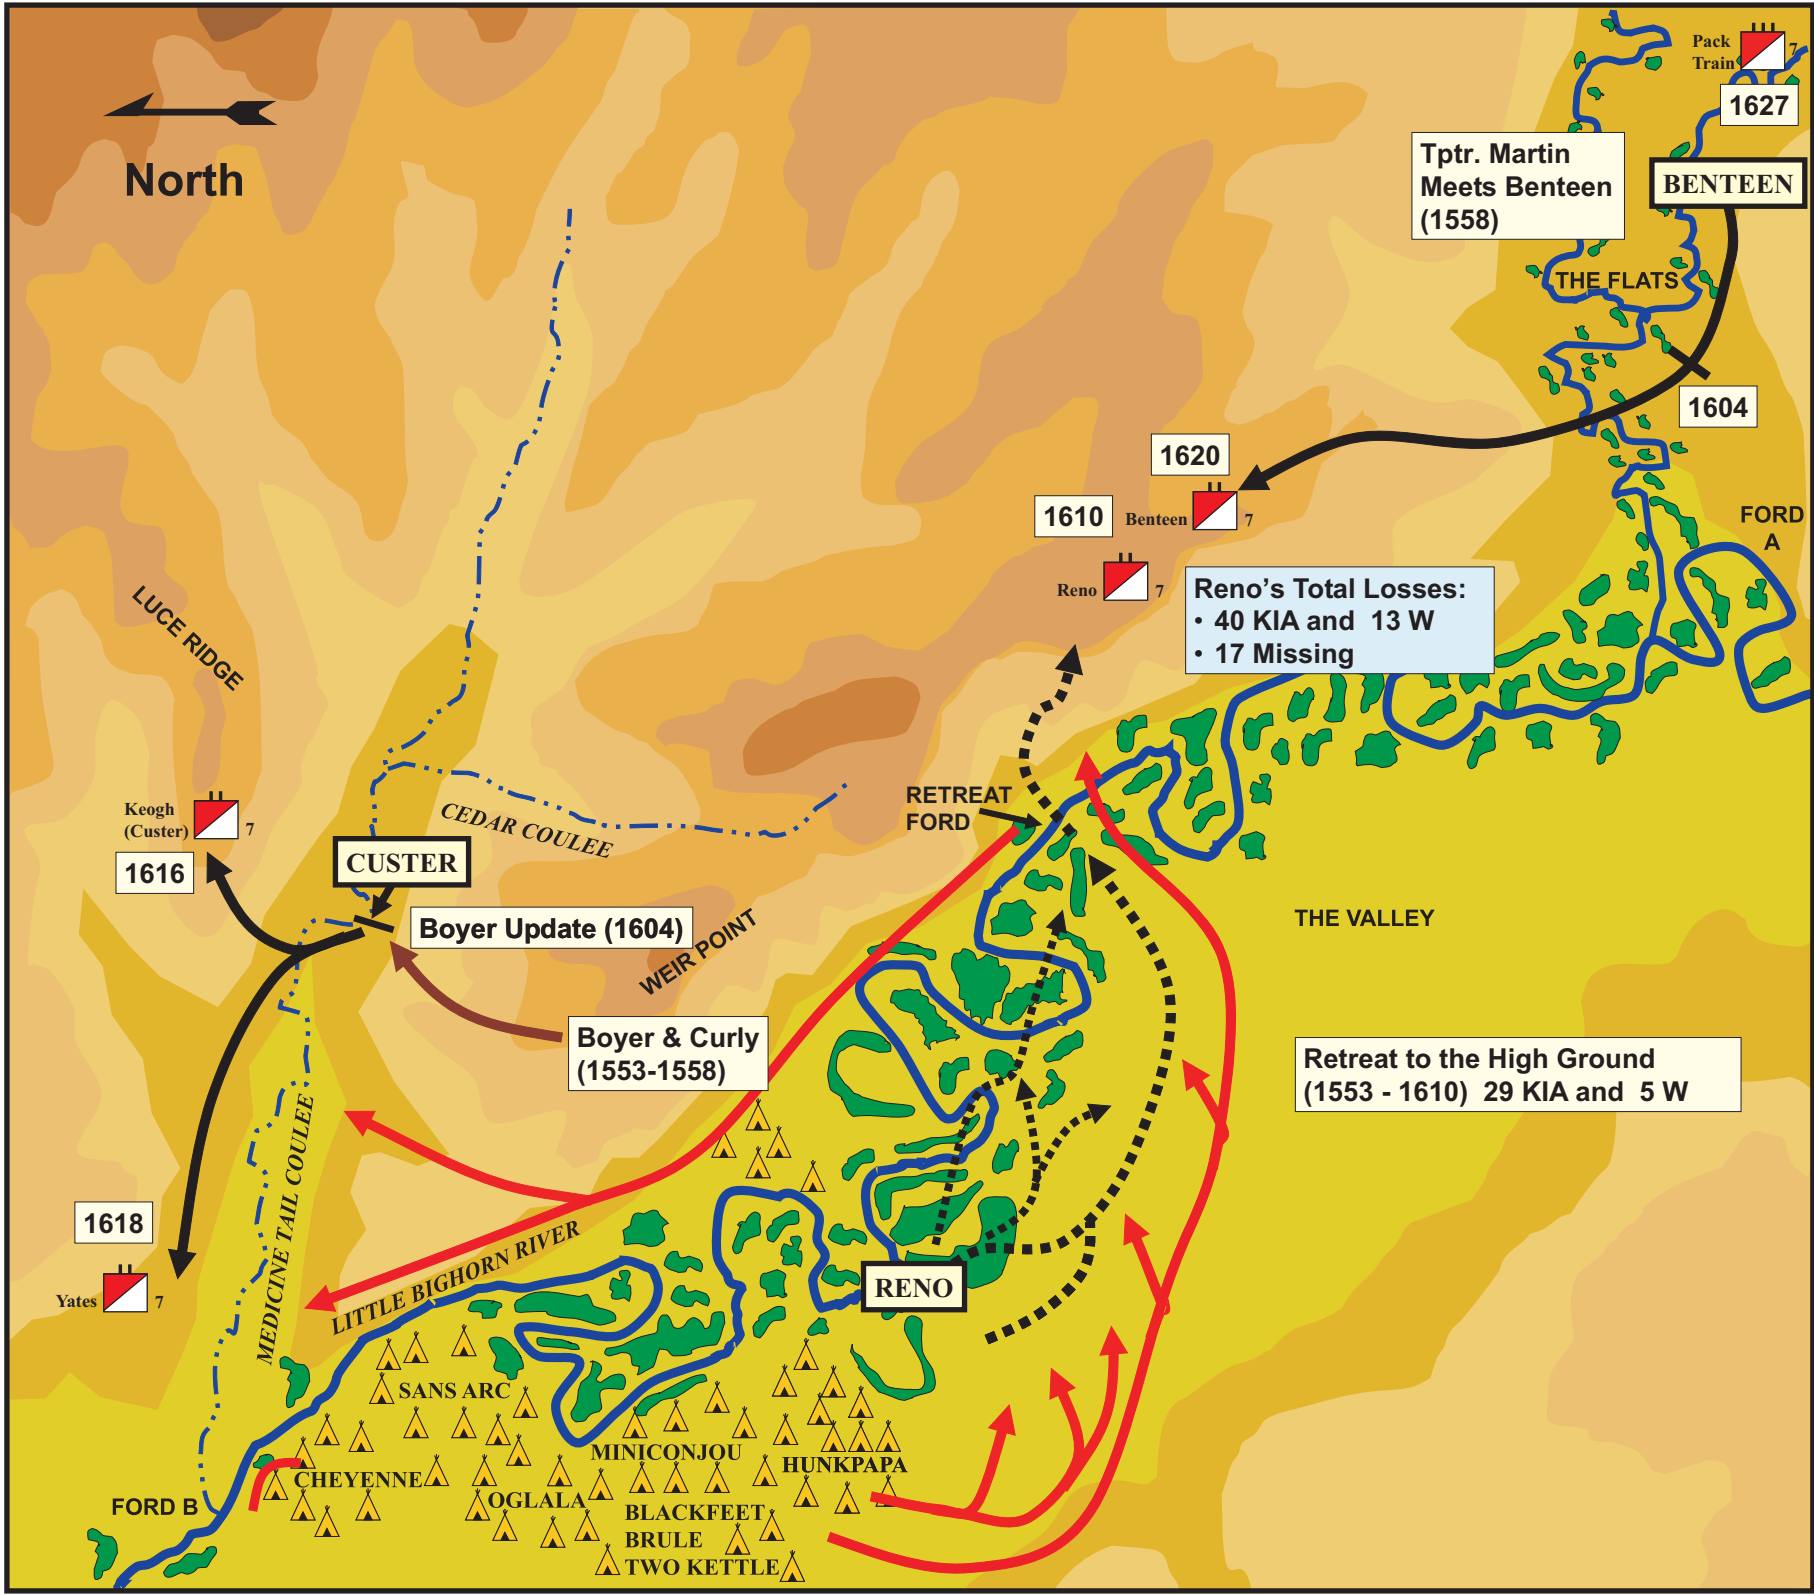 Pack
Train
7
1627
North
Tptr. Martin
Meets Benteen
(1558)
BENTEEN
THE FLATS
1604
1620
Benteen
7
1610
Reno
7
FORD
A
Reno's Total Losses:
• 40 KIA and 13 W
• 17 Missing
LUCE RIDGE
RETREAT
FORD
CEDAR COULEE
Keogh
(Custer)
7
1616
CUSTER
Boyer Update (1604)
WEIR POINT
THE VALLEY
Boyer & Curly
(1553-1558)
Retreat to the High Ground
(1553 - 1610) 29 KIA and 5 W
MEDICINE TAIL COULEE
1618
Yates
7
LITTLE BIGHORN RIVER
RENO
SANS ARC
MINICONJOU
HUNKPAPA
CHEYENNE
OGLALA
BLACKFEET
BRULE
TWO KETTLE
FORD B